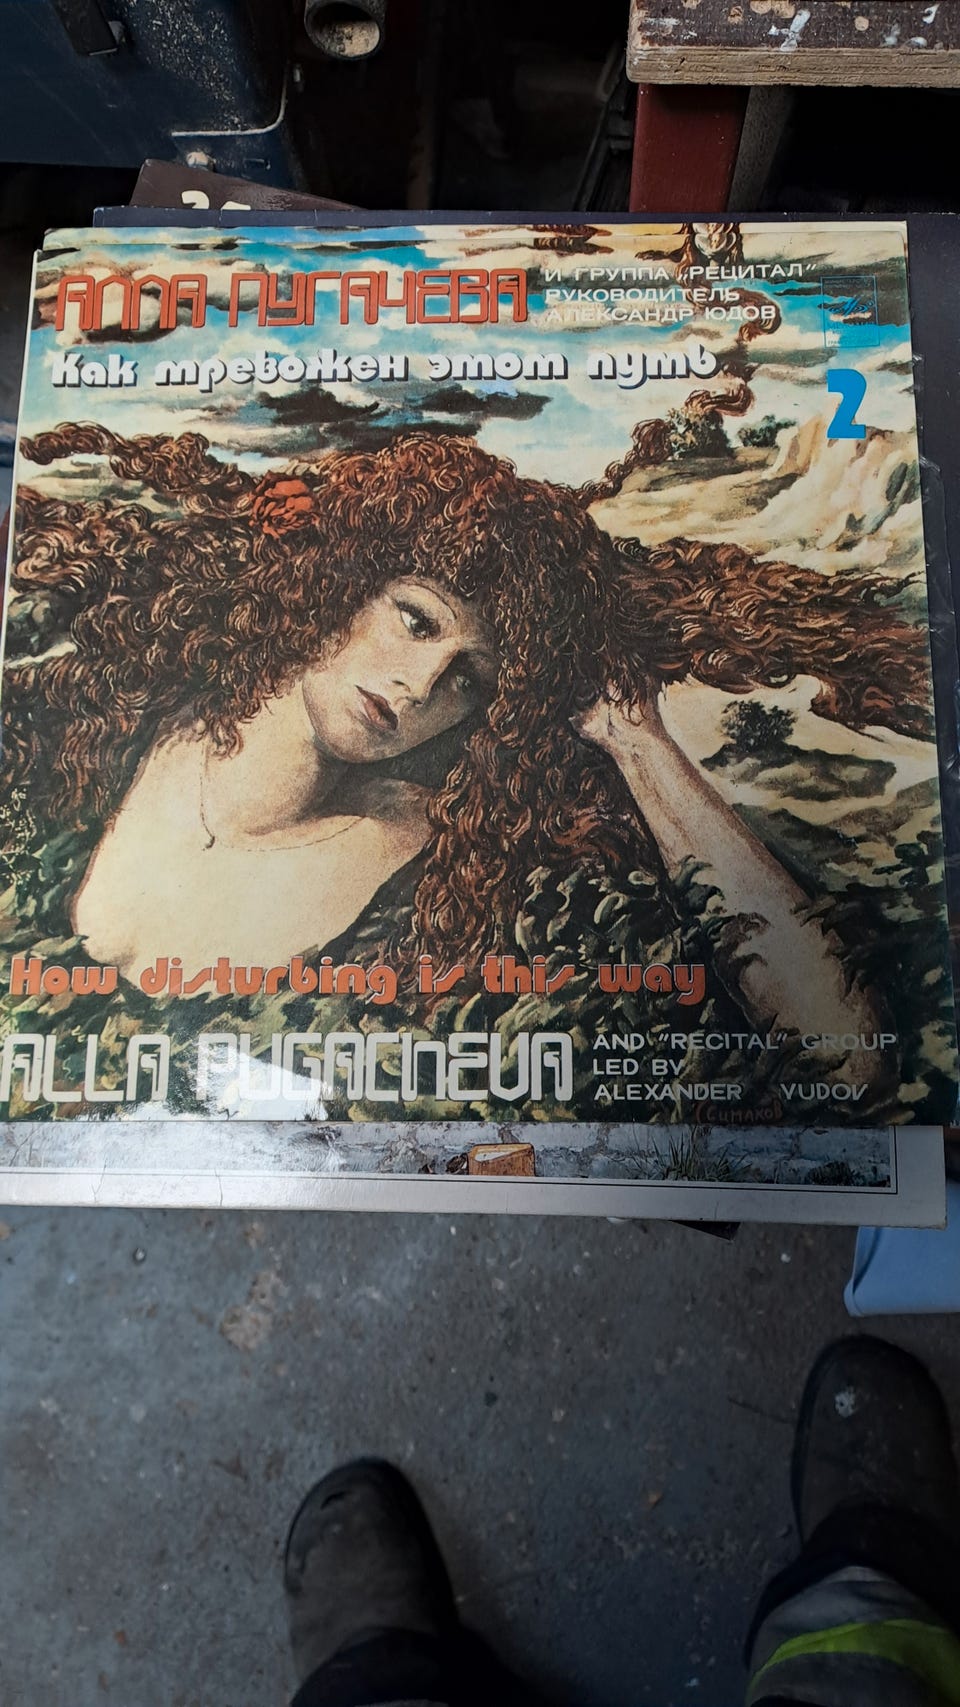 АЛЛА ПУГАЧЕВА
И ГРУППА „РЕЦИТАЛ”
РУКОВОДИТЕЛЬ
АЛЕКСАНДР ЮДОВ
Как тревожен этот путь
2
How disturbing is this way
ALLA PUGACHEVA
AND "RECITAL" GROUP
LED BY
ALEXANDER YUDOV
Симаков